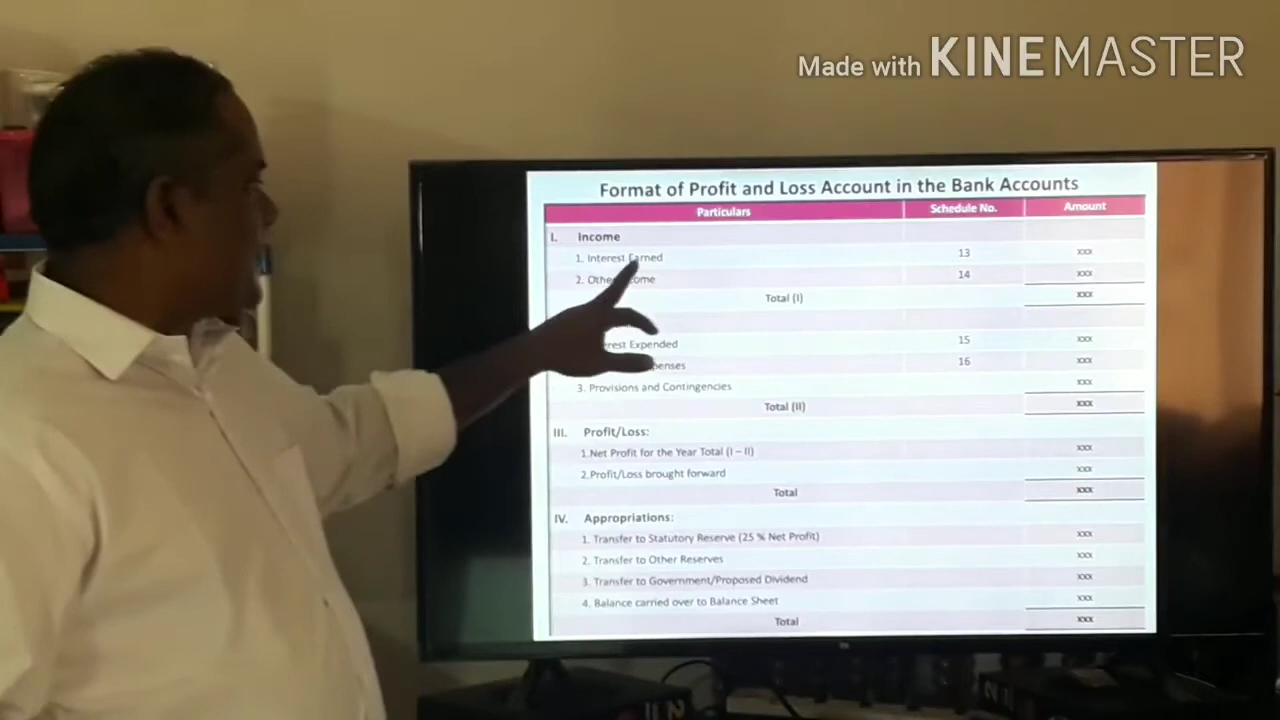 Made with KINEMASTER
Format of Profit and Loss Account in the Bank Accounts
Particulars Schedule No. Amount
I. Income
1. Interest Earned 13 xxx
2. Other 14 xxx
Total (I) xxx
Expended 15 xxx
16 xxx
3. Provisions and Contingencies xxx
Total (II) xxx
III. Profit/Loss:
1.Net Profit for the Year Total (I – II) xxx
2.Profit/Loss brought forward xxx
Total xxx
IV. Appropriations:
1. Transfer to Statutory Reserve (25 % Net Profit) xxx
2. Transfer to Other Reserves xxx
3. Transfer to Government/Proposed Dividend xxx
4. Balance carried over to Balance Sheet xxx
Total xxx